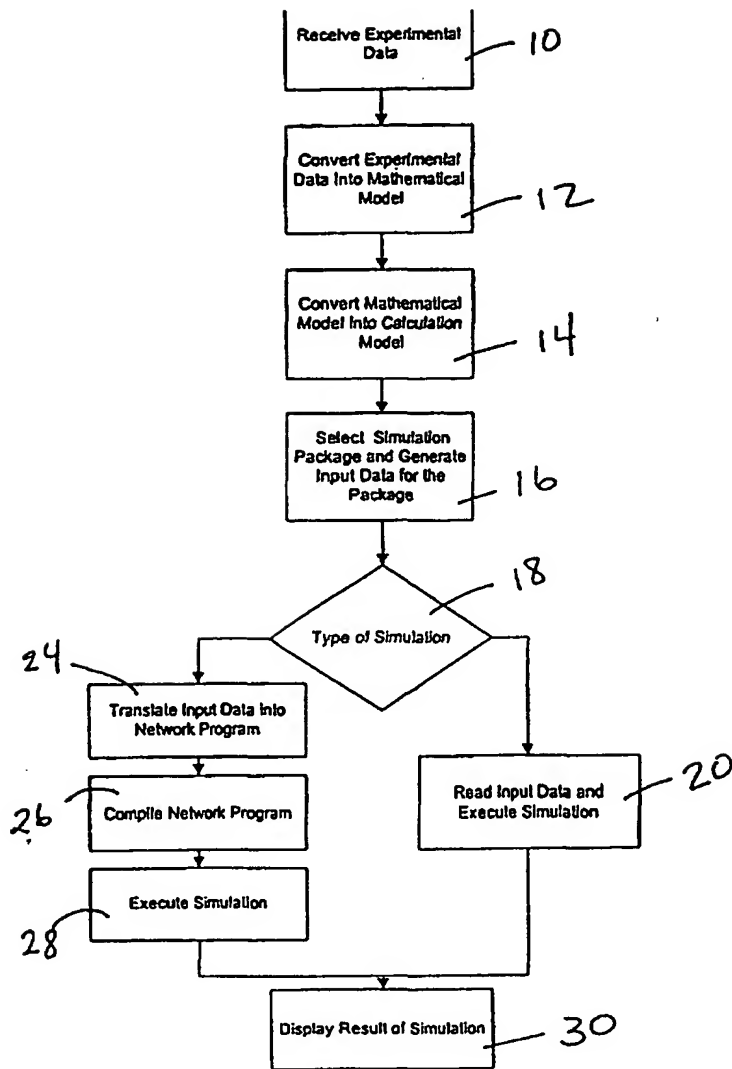 Receive Experimental
Data
10
Convert Experimental
Data Into Mathematical
Model
12
Convert Mathematical
Model Into Calculation
Model
14
Select Simulation
Package and Generate
Input Data for the
Package
16
18
Type of Simulation
24
Translate Input Data into
Network Program
26
Compile Network Program
Read Input Data and
Execute Simulation
20
28
Execute Simulation
Display Result of Simulation
30